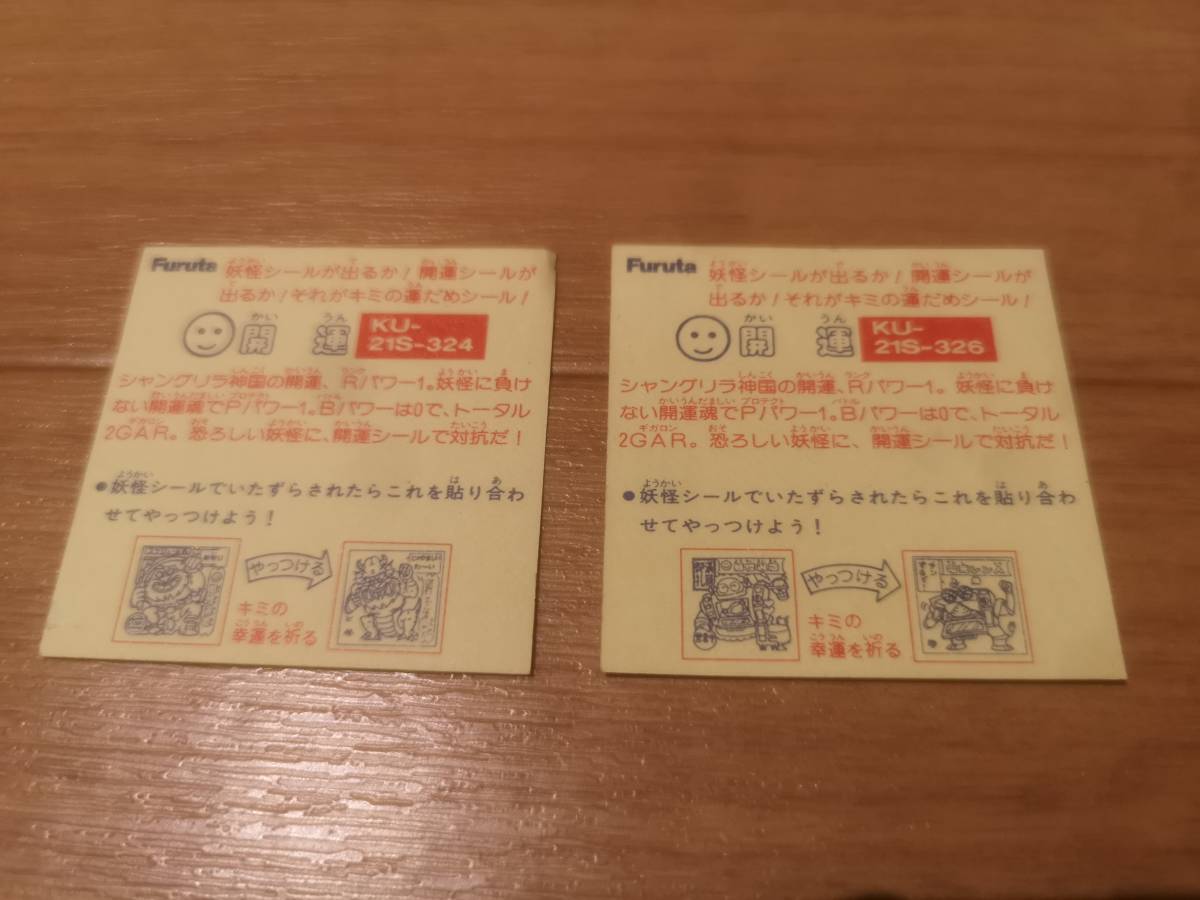 Furuta
妖怪シールが出るか！開運シールが
出るか！それがキミの運だめシール！
かい うん
開 運
KU-
21S-324
シャングリラ神国の開運、R/パワー1。妖怪に負け
ない開運魂でP/パワー1。B/パワーは0で、トータル
2GAR。恐ろしい妖怪に、開運シールで対抗だ！
●妖怪シールでいたずらされたらこれを貼り合わ
せてやっつけよう！
やっつける
キミの
幸運を祈る
Furuta
妖怪シールが出るか！開運シールが
出るか！それがキミの運だめシール！
かい うん
開 運
KU-
21S-326
シャングリラ神国の開運、R/パワー1。妖怪に負け
ない開運魂でP/パワー1。B/パワーは0で、トータル
2GAR。恐ろしい妖怪に、開運シールで対抗だ！
●妖怪シールでいたずらされたらこれを貼り合わ
せてやっつけよう！
やっつける
キミの
幸運を祈る